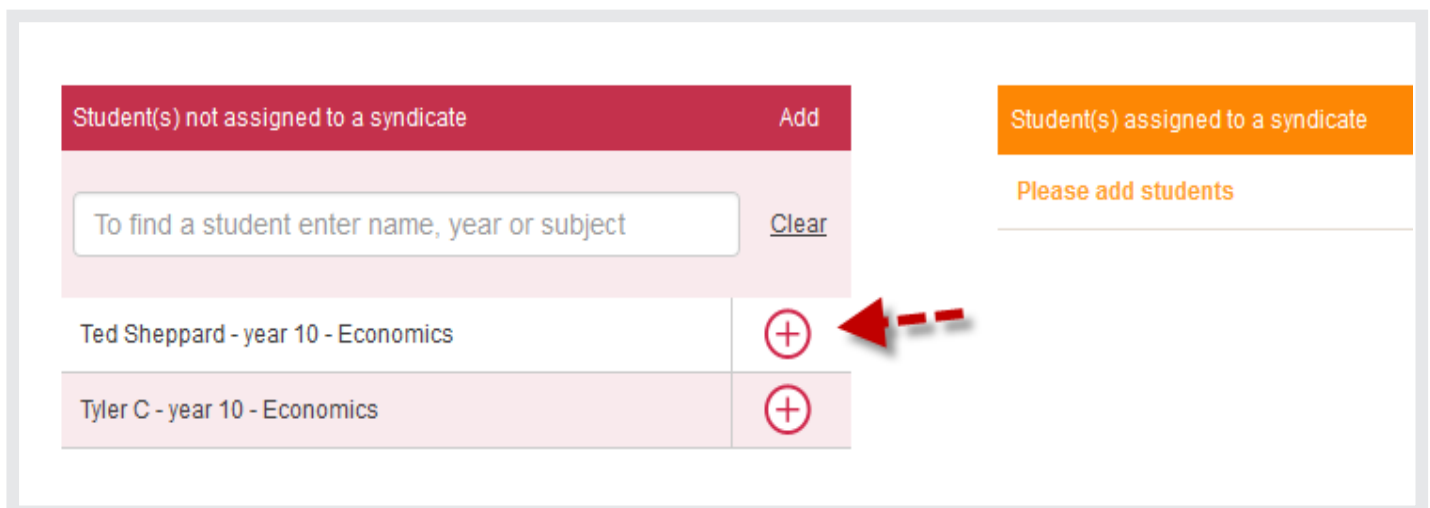 Student(s) not assigned to a syndicate Add
To find a student enter name, year or subject Clear
Ted Sheppard - year 10 - Economics
Tyler C - year 10 - Economics
Student(s) assigned to a syndicate
Please add students